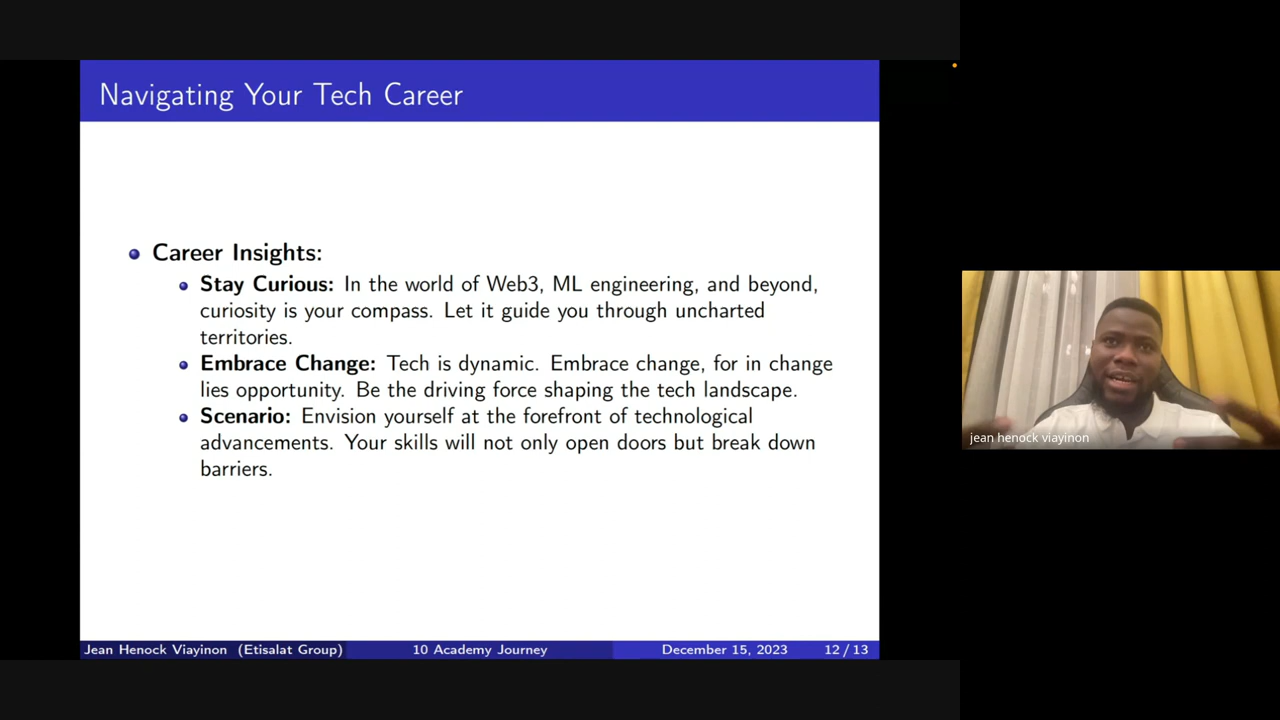 Navigating Your Tech Career
Career Insights:
Stay Curious: In the world of Web3, ML engineering, and beyond,
curiosity is your compass. Let it guide you through uncharted
territories.
Embrace Change: Tech is dynamic. Embrace change, for in change
lies opportunity. Be the driving force shaping the tech landscape.
Scenario: Envision yourself at the forefront of technological
advancements. Your skills will not only open doors but break down
barriers.
jean henock viayinon
Jean Henock Viayinon (Etisalat Group) 10 Academy Journey December 15, 2023 12 / 13